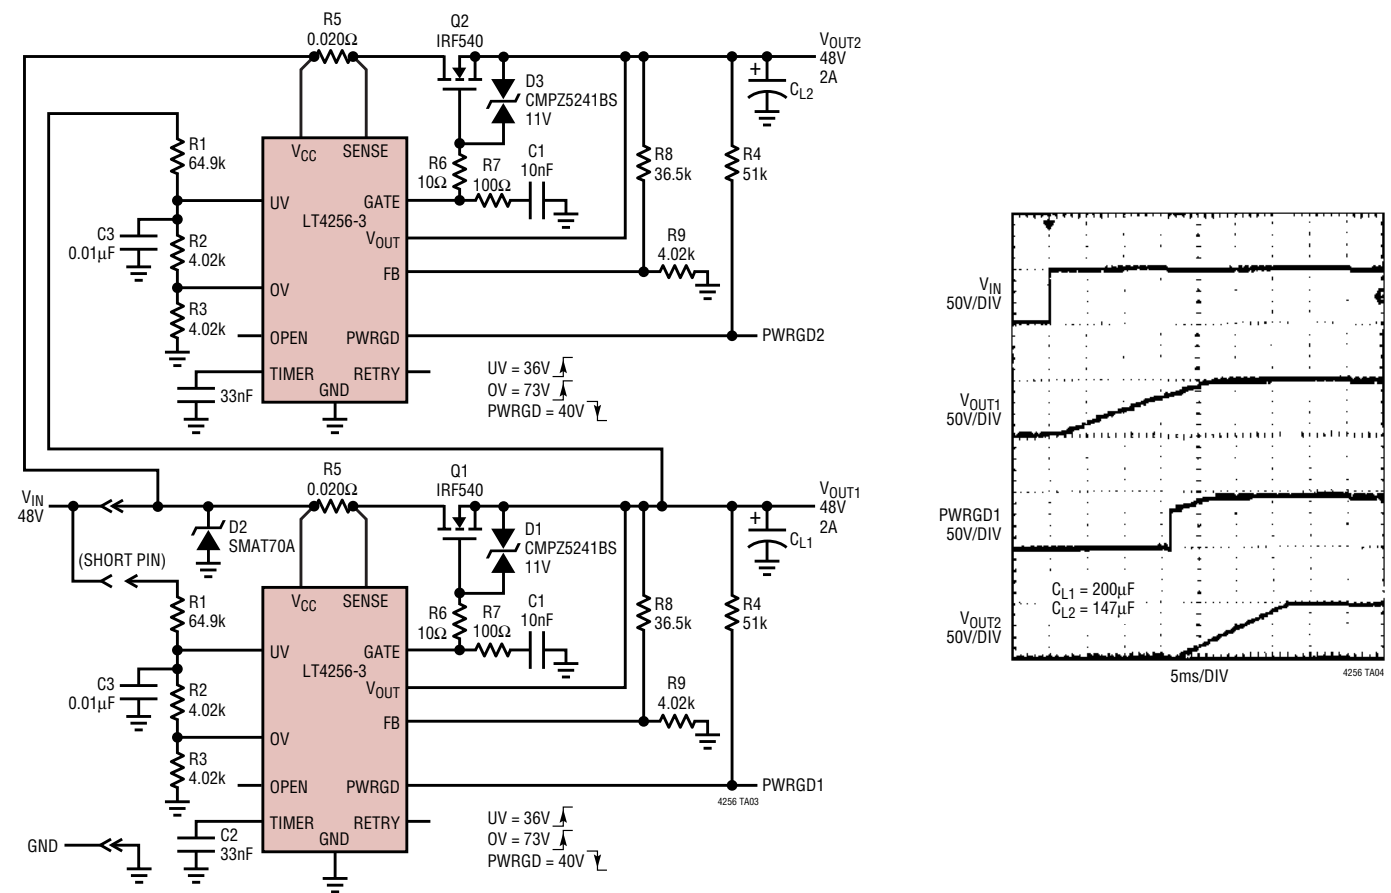 R5
0.020Ω
Q2
IRF540
VOUT2
48V
2A
D3
CMPZ5241BS
11V
+
CL2
R1
64.9k
VCC
SENSE
R6
10Ω
R7
100Ω
C1
10nF
R8
36.5k
R4
51k
UV
GATE
LT4256-3
VOUT
C3
0.01µF
R2
4.02k
FB
R9
4.02k
OV
R3
4.02k
OPEN
PWRGD
PWRGD2
TIMER
RETRY
GND
33nF
UV = 36V
OV = 73V
PWRGD = 40V
VIN
48V
(SHORT PIN)
D2
SMAT70A
R5
0.020Ω
Q1
IRF540
VOUT1
48V
2A
D1
CMPZ5241BS
11V
+
CL1
R1
64.9k
VCC
SENSE
R6
10Ω
R7
100Ω
C1
10nF
R8
36.5k
R4
51k
UV
GATE
LT4256-3
VOUT
C3
0.01µF
R2
4.02k
FB
R9
4.02k
OV
R3
4.02k
OPEN
PWRGD
PWRGD1
4256 TA03
TIMER
RETRY
GND
C2
33nF
UV = 36V
OV = 73V
PWRGD = 40V
GND
VIN
50V/DIV
VOUT1
50V/DIV
PWRGD1
50V/DIV
CL1 = 200µF
CL2 = 147µF
VOUT2
50V/DIV
5ms/DIV
4256 TA04